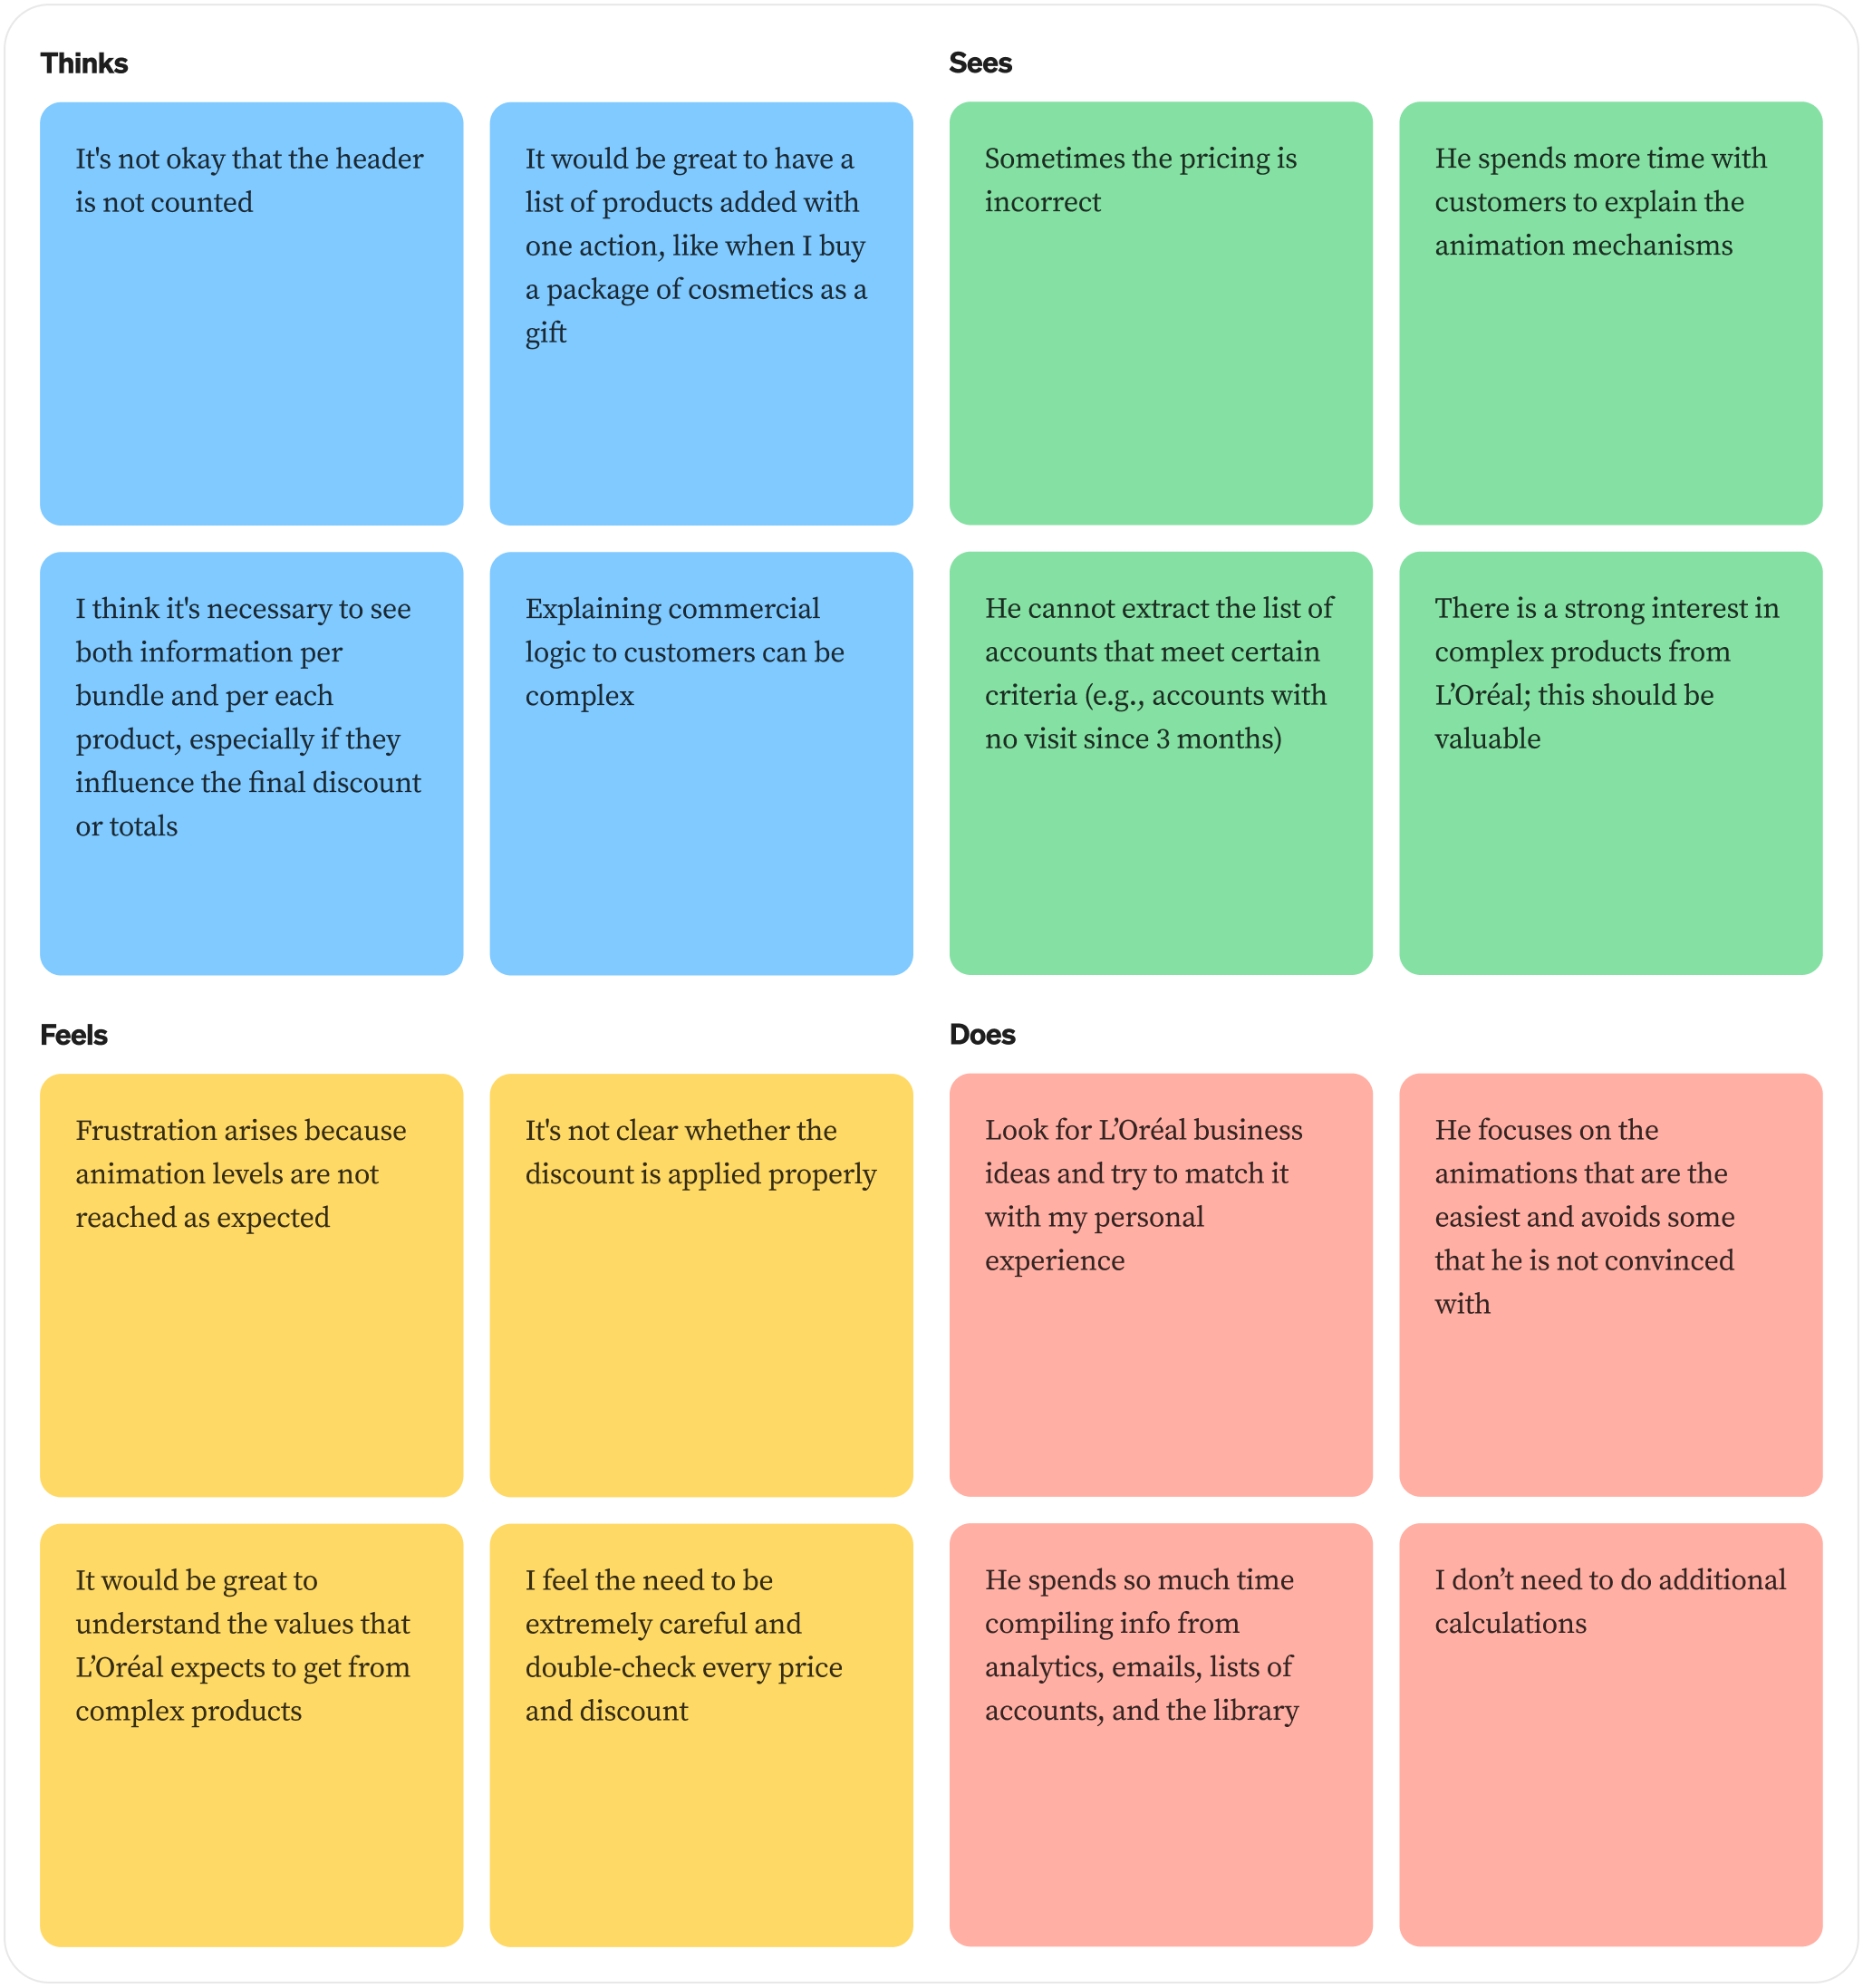 Thinks
It's not okay that the header
is not counted
It would be great to have a
list of products added with
one action, like when I buy
a package of cosmetics as a
gift
I think it's necessary to see
both information per
bundle and per each
product, especially if they
influence the final discount
or totals
Explaining commercial
logic to customers can be
complex
Sees
Sometimes the pricing is
incorrect
He spends more time with
customers to explain the
animation mechanisms
He cannot extract the list of
accounts that meet certain
criteria (e.g., accounts with
no visit since 3 months)
There is a strong interest in
complex products from
L’Oréal; this should be
valuable
Feels
Frustration arises because
animation levels are not
reached as expected
It's not clear whether the
discount is applied properly
It would be great to
understand the values that
L’Oréal expects to get from
complex products
I feel the need to be
extremely careful and
double-check every price
and discount
Does
Look for L’Oréal business
ideas and try to match it
with my personal
experience
He focuses on the
animations that are the
easiest and avoids some
that he is not convinced
with
He spends so much time
compiling info from
analytics, emails, lists of
accounts, and the library
I don’t need to do additional
calculations